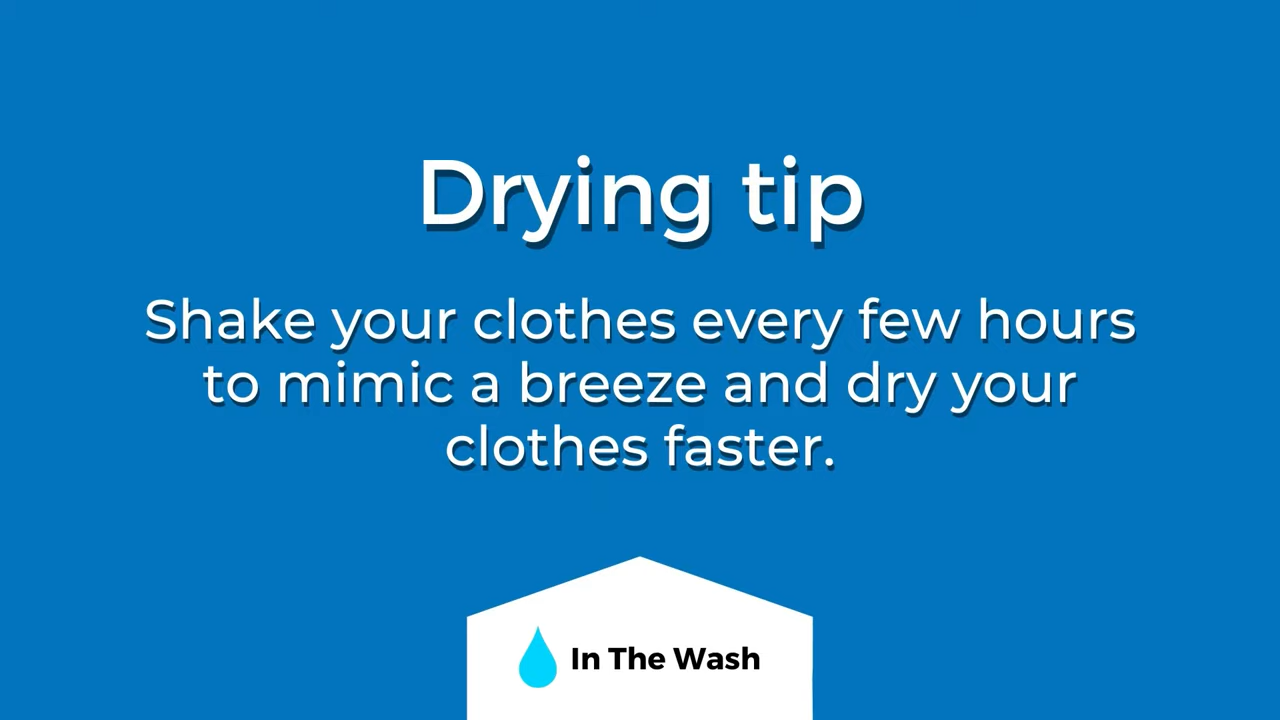 Drying tip
Shake your clothes every few hours
to mimic a breeze and dry your
clothes faster.
In The Wash